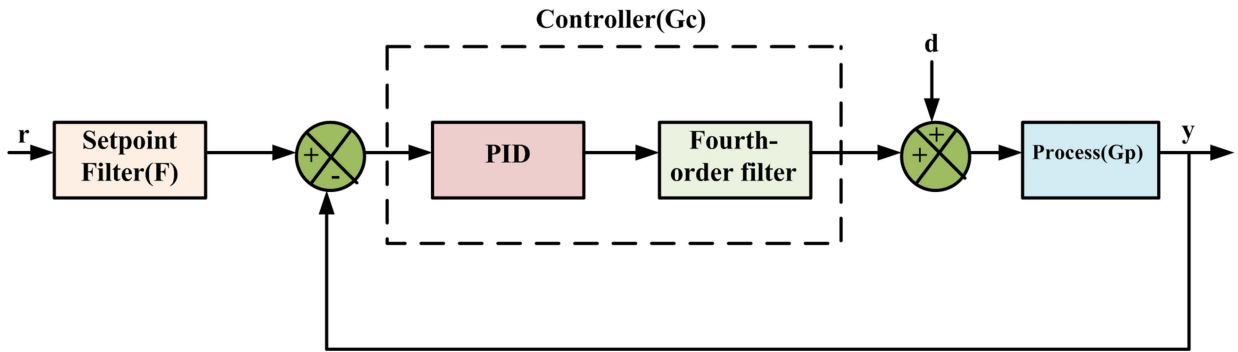 Controller(Gc)
d
r
Setpoint
Filter(F)
+
-
PID
Fourth-
order filter
+
+
Process(Gp)
y